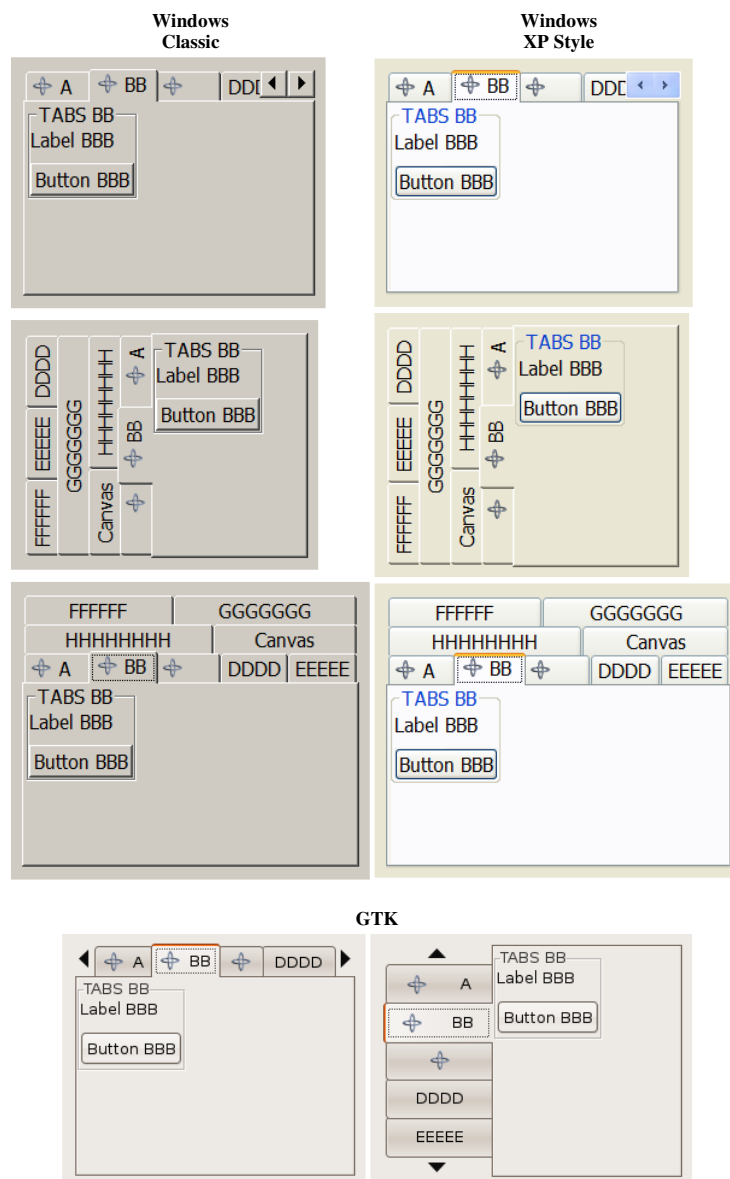 Windows
Classic
Windows
XP Style
A BB DDD
TABS BB
Label BBB
Button BBB
A BB DDD
TABS BB
Label BBB
Button BBB
DDDD
EEEEE
FFFFFF
GGGGGGG
HHHHHHHH
Canvas
A
BB
TABS BB
Label BBB
Button BBB
DDDD
EEEEE
FFFFFF
GGGGGGG
HHHHHHHH
Canvas
A
BB
TABS BB
Label BBB
Button BBB
FFFFFF GGGGGGG
HHHHHHHH Canvas
A BB DDDD EEEEE
TABS BB
Label BBB
Button BBB
FFFFFF GGGGGGG
HHHHHHHH Canvas
A BB DDDD EEEEE
TABS BB
Label BBB
Button BBB
GTK
A BB DDDD
TABS BB
Label BBB
Button BBB
A
BB
DDDD
EEEEE
TABS BB
Label BBB
Button BBB